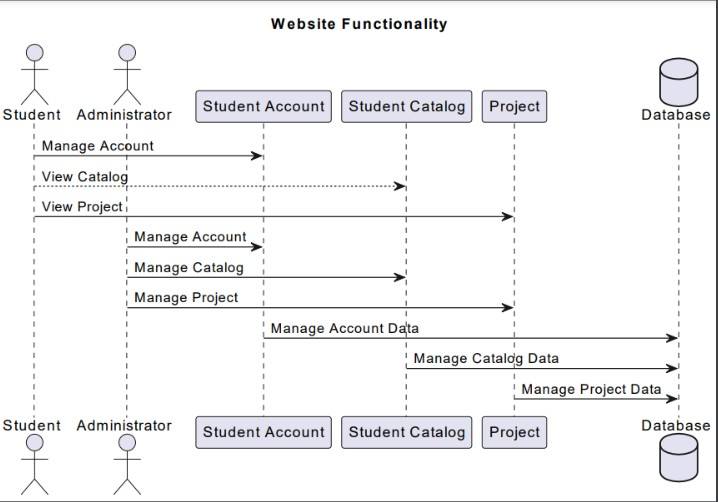 Website Functionality
Student Administrator Student Account Student Catalog Project Database
Manage Account
View Catalog
View Project
Manage Account
Manage Catalog
Manage Project
Manage Account Data
Manage Catalog Data
Manage Project Data
Student Administrator Student Account Student Catalog Project Database